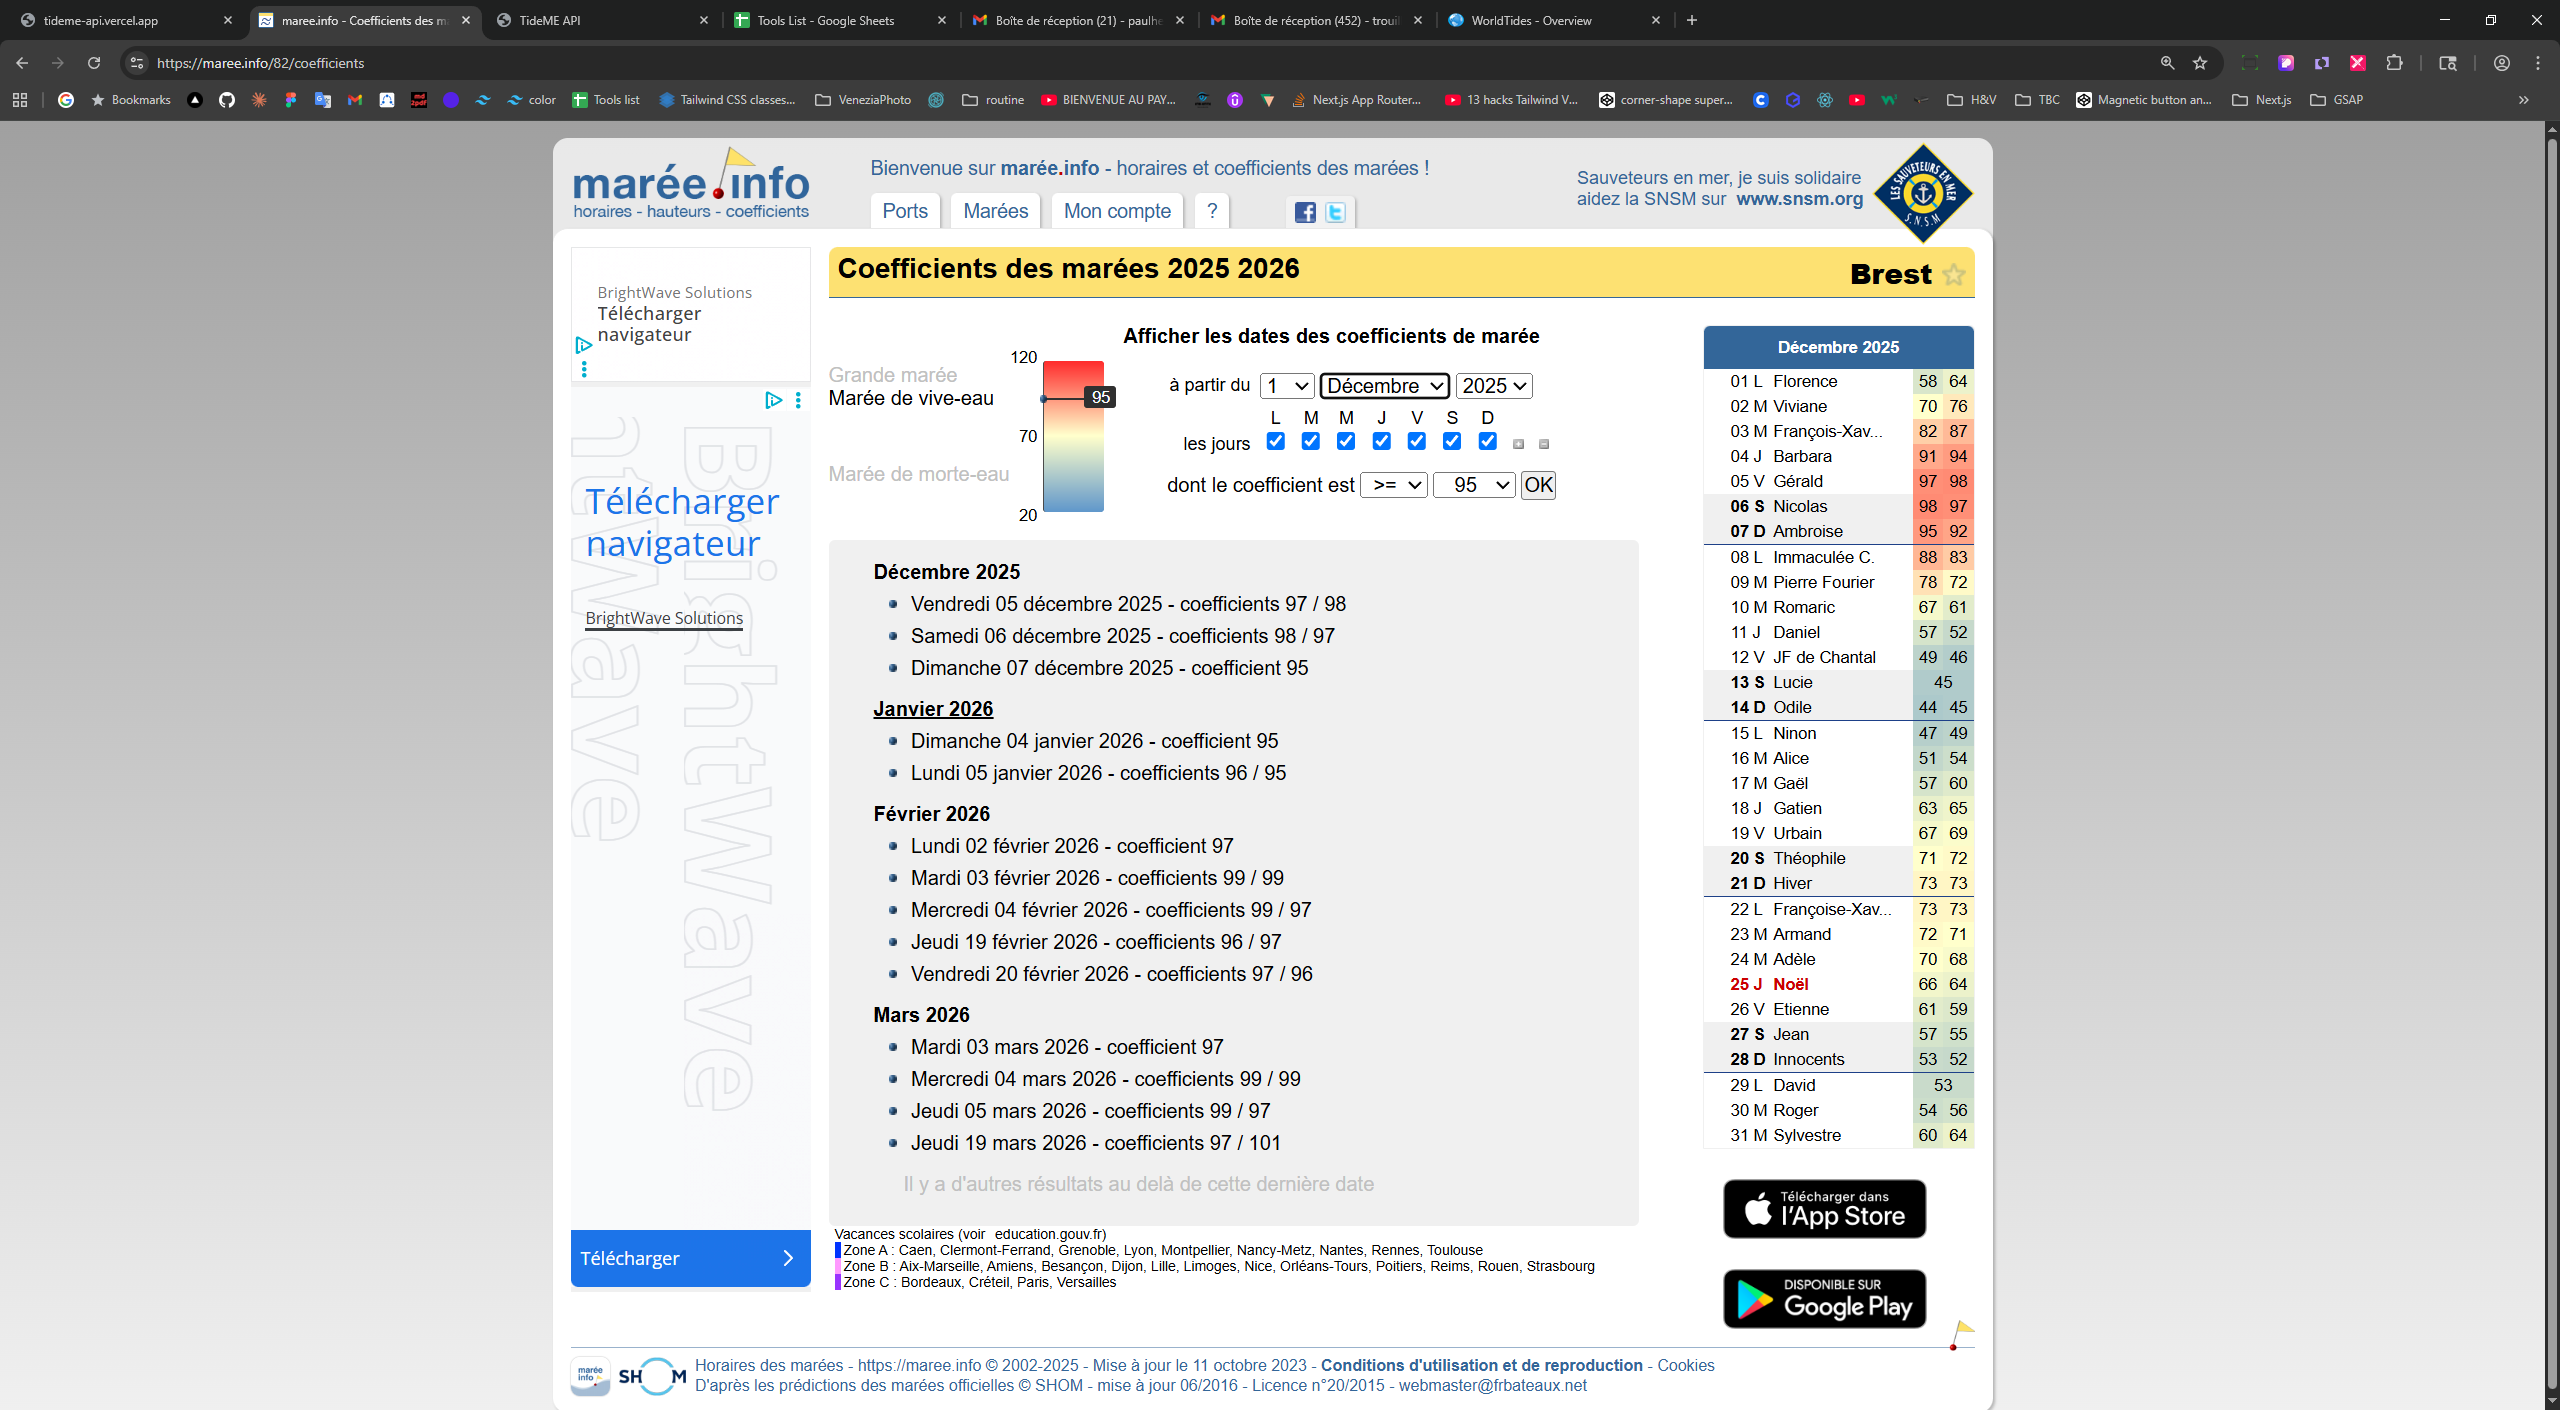 tideme-api.vercel.app
maree.info - Coefficients des m
TideME API
Tools List - Google Sheets
Boîte de réception (21) - paulhe
Boîte de réception (452) - troui
WorldTides - Overview
https://maree.info/82/coefficients
Bookmarks
color
Tools list
Tailwind CSS classes...
VeneziaPhoto
routine
BIENVENUE AU PAY...
Next.js App Router...
13 hacks Tailwind V...
corner-shape super...
H&V
TBC
Magnetic button an...
Next.js
GSAP
marée.info
horaires - hauteurs - coefficients
Bienvenue sur marée.info - horaires et coefficients des marées !
Ports
Marées
Mon compte
?
Sauveteurs en mer, je suis solidaire
aidez la SNSM sur www.snsm.org
LES SAUVETEURS EN MER
S.N.S.M
BrightWave Solutions
Télécharger
navigateur
Télécharger
navigateur
BrightWave Solutions
BrightWave
ntWave
Télécharger
Coefficients des marées 2025 2026
Brest
Afficher les dates des coefficients de marée
Grande marée
Marée de vive-eau
Marée de morte-eau
120
95
70
20
à partir du 1 Décembre 2025
L M M J V S D
les jours
dont le coefficient est >= 95 OK
Décembre 2025
Vendredi 05 décembre 2025 - coefficients 97 / 98
Samedi 06 décembre 2025 - coefficients 98 / 97
Dimanche 07 décembre 2025 - coefficient 95
Janvier 2026
Dimanche 04 janvier 2026 - coefficient 95
Lundi 05 janvier 2026 - coefficients 96 / 95
Février 2026
Lundi 02 février 2026 - coefficient 97
Mardi 03 février 2026 - coefficients 99 / 99
Mercredi 04 février 2026 - coefficients 99 / 97
Jeudi 19 février 2026 - coefficients 96 / 97
Vendredi 20 février 2026 - coefficients 97 / 96
Mars 2026
Mardi 03 mars 2026 - coefficient 97
Mercredi 04 mars 2026 - coefficients 99 / 99
Jeudi 05 mars 2026 - coefficients 99 / 97
Jeudi 19 mars 2026 - coefficients 97 / 101
Il y a d'autres résultats au delà de cette dernière date
Vacances scolaires (voir education.gouv.fr)
Zone A : Caen, Clermont-Ferrand, Grenoble, Lyon, Montpellier, Nancy-Metz, Nantes, Rennes, Toulouse
Zone B : Aix-Marseille, Amiens, Besançon, Dijon, Lille, Limoges, Nice, Orléans-Tours, Poitiers, Reims, Rouen, Strasbourg
Zone C : Bordeaux, Créteil, Paris, Versailles
Décembre 2025
01 L Florence 58 64
02 M Viviane 70 76
03 M François-Xav... 82 87
04 J Barbara 91 94
05 V Gérald 97 98
06 S Nicolas 98 97
07 D Ambroise 95 92
08 L Immaculée C. 88 83
09 M Pierre Fourier 78 72
10 M Romaric 67 61
11 J Daniel 57 52
12 V JF de Chantal 49 46
13 S Lucie 45
14 D Odile 44 45
15 L Ninon 47 49
16 M Alice 51 54
17 M Gaël 57 60
18 J Gatien 63 65
19 V Urbain 67 69
20 S Théophile 71 72
21 D Hiver 73 73
22 L Françoise-Xav... 73 73
23 M Armand 72 71
24 M Adèle 70 68
25 J Noël 66 64
26 V Etienne 61 59
27 S Jean 57 55
28 D Innocents 53 52
29 L David 53
30 M Roger 54 56
31 M Sylvestre 60 64
Télécharger dans
l'App Store
DISPONIBLE SUR
Google Play
marée
info
SHOM
Horaires des marées - https://maree.info © 2002-2025 - Mise à jour le 11 octobre 2023 - Conditions d'utilisation et de reproduction - Cookies
D'après les prédictions des marées officielles © SHOM - mise à jour 06/2016 - Licence n°20/2015 - webmaster@frbateaux.net